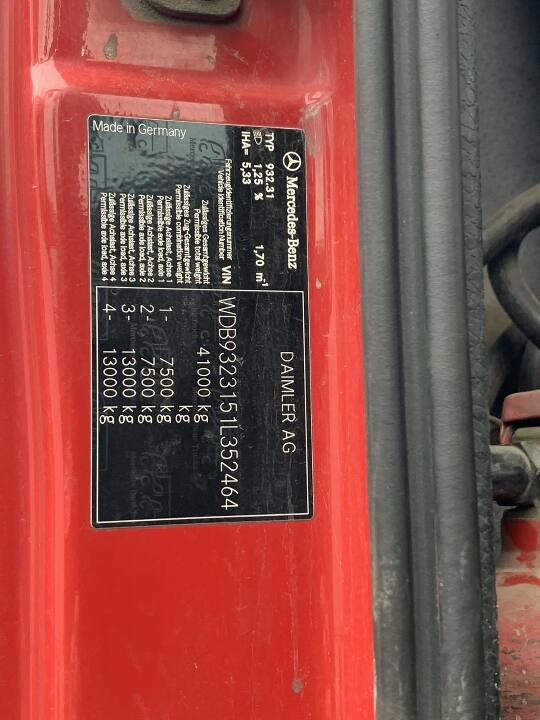 Mercedes-Benz
TYP 932.31
1,25 % 1,70 m-1
IHA= 5,33
DAIMLER AG
Fahrzeugidentifizierungsnummer
Vehicle Identification Number VIN WDB9323151L352464
Zulässiges Gesamtgewicht
Permissible total weight 41000 kg
Zulässiges Zug-Gesamtgewicht
Permissible combination weight kg
Zulässige Achslast, Achse 1
Permissible axle load, axle 1 1- 7500 kg
Zulässige Achslast, Achse 2
Permissible axle load, axle 2 2- 7500 kg
Zulässige Achslast, Achse 3
Permissible axle load, axle 3 3- 13000 kg
Zulässige Achslast, Achse 4
Permissible axle load, axle 4 4- 13000 kg
Made in Germany